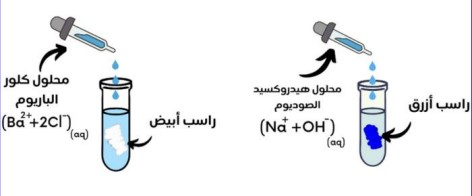 محلول كلور
الباريوم
(Ba²⁺+2Cl⁻)(aq)
راسب أبيض
محلول هيدروكسيد
الصوديوم
(Na⁺+OH⁻)(aq)
راسب أزرق